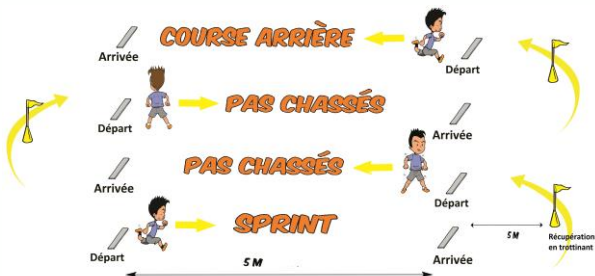 COURSE ARRIÈRE
Arrivée
Départ
PAS CHASSÉS
Départ
Arrivée
PAS CHASSÉS
Arrivée
Départ
SPRINT
5M
Récupération
en trottinant
Départ
Arrivée
5 M